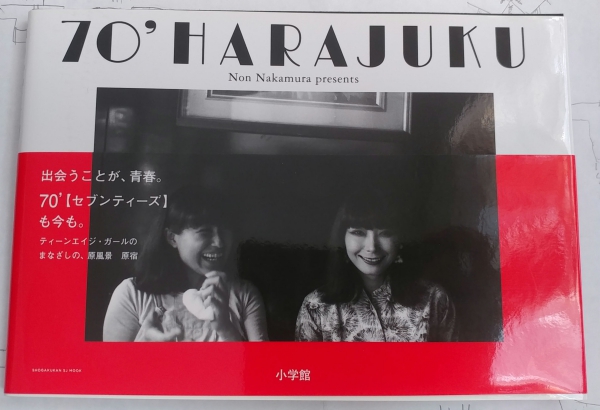 70' HARAJUKU
Non Nakamura presents
出会うことが、青春。
70'【セブンティーズ】
も今も。
ティーンエイジ・ガールの
まなざしの、原風景 原宿
小学館
SHOGAKUKAN SJ MOOK